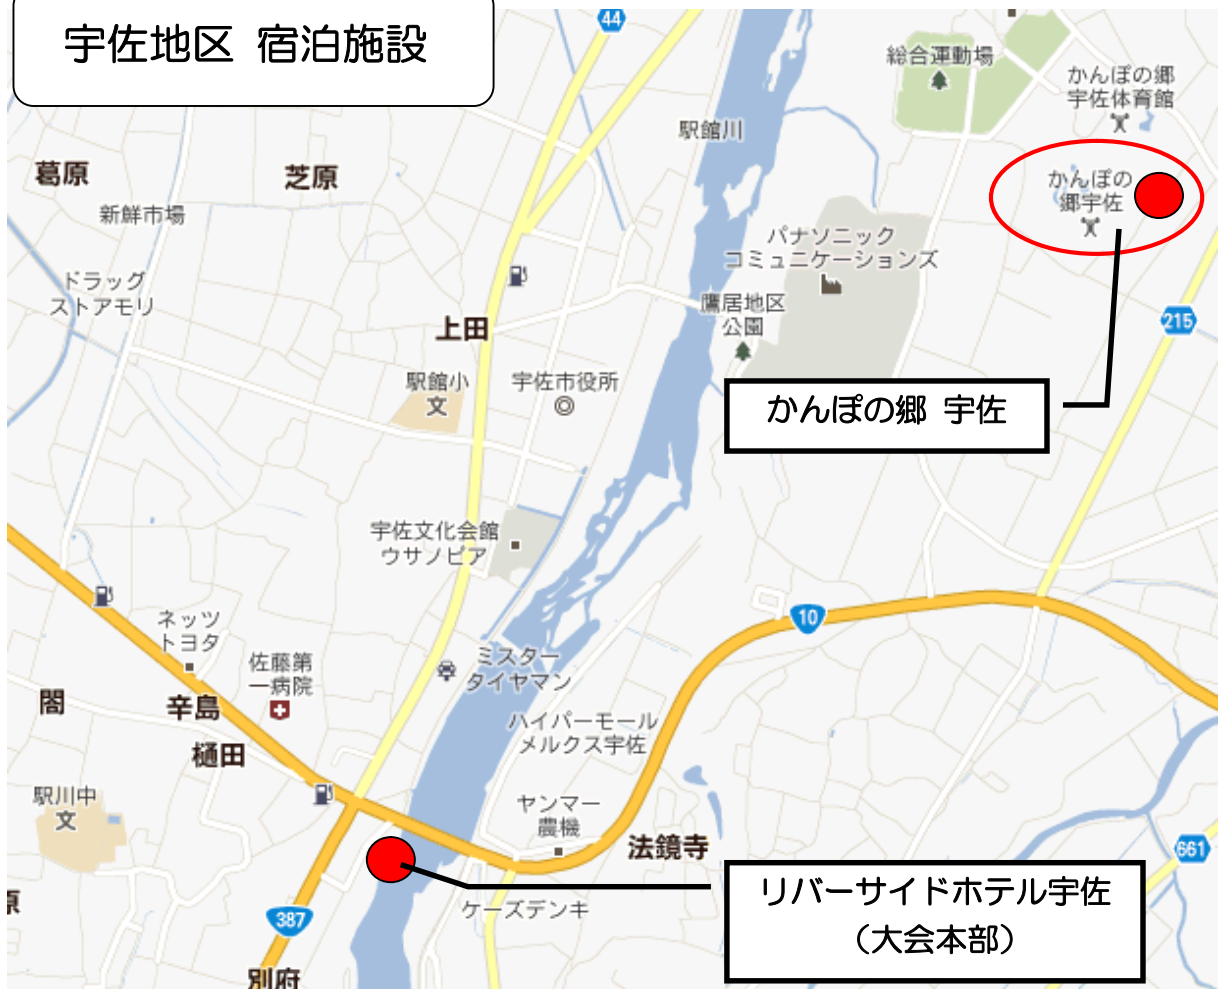 宇佐地区 宿泊施設
44
総合運動場
かんぽの郷
宇佐体育館
駅館川
葛原
芝原
かんぽの
郷宇佐
新鮮市場
パナソニック
コミュニケーションズ
ドラッグ
ストアモリ
鷹居地区
公園
215
上田
駅館小
文
宇佐市役所
かんぽの郷 宇佐
宇佐文化会館
ウサノピア
ネッツ
トヨタ
10
佐藤第
一病院
ミスター
タイヤマン
閤
辛島
ハイパーモール
メルクス宇佐
樋田
駅川中
文
ヤンマー
農機
法鏡寺
661
リバーサイドホテル宇佐
（大会本部）
原
ケーズデンキ
387
別府